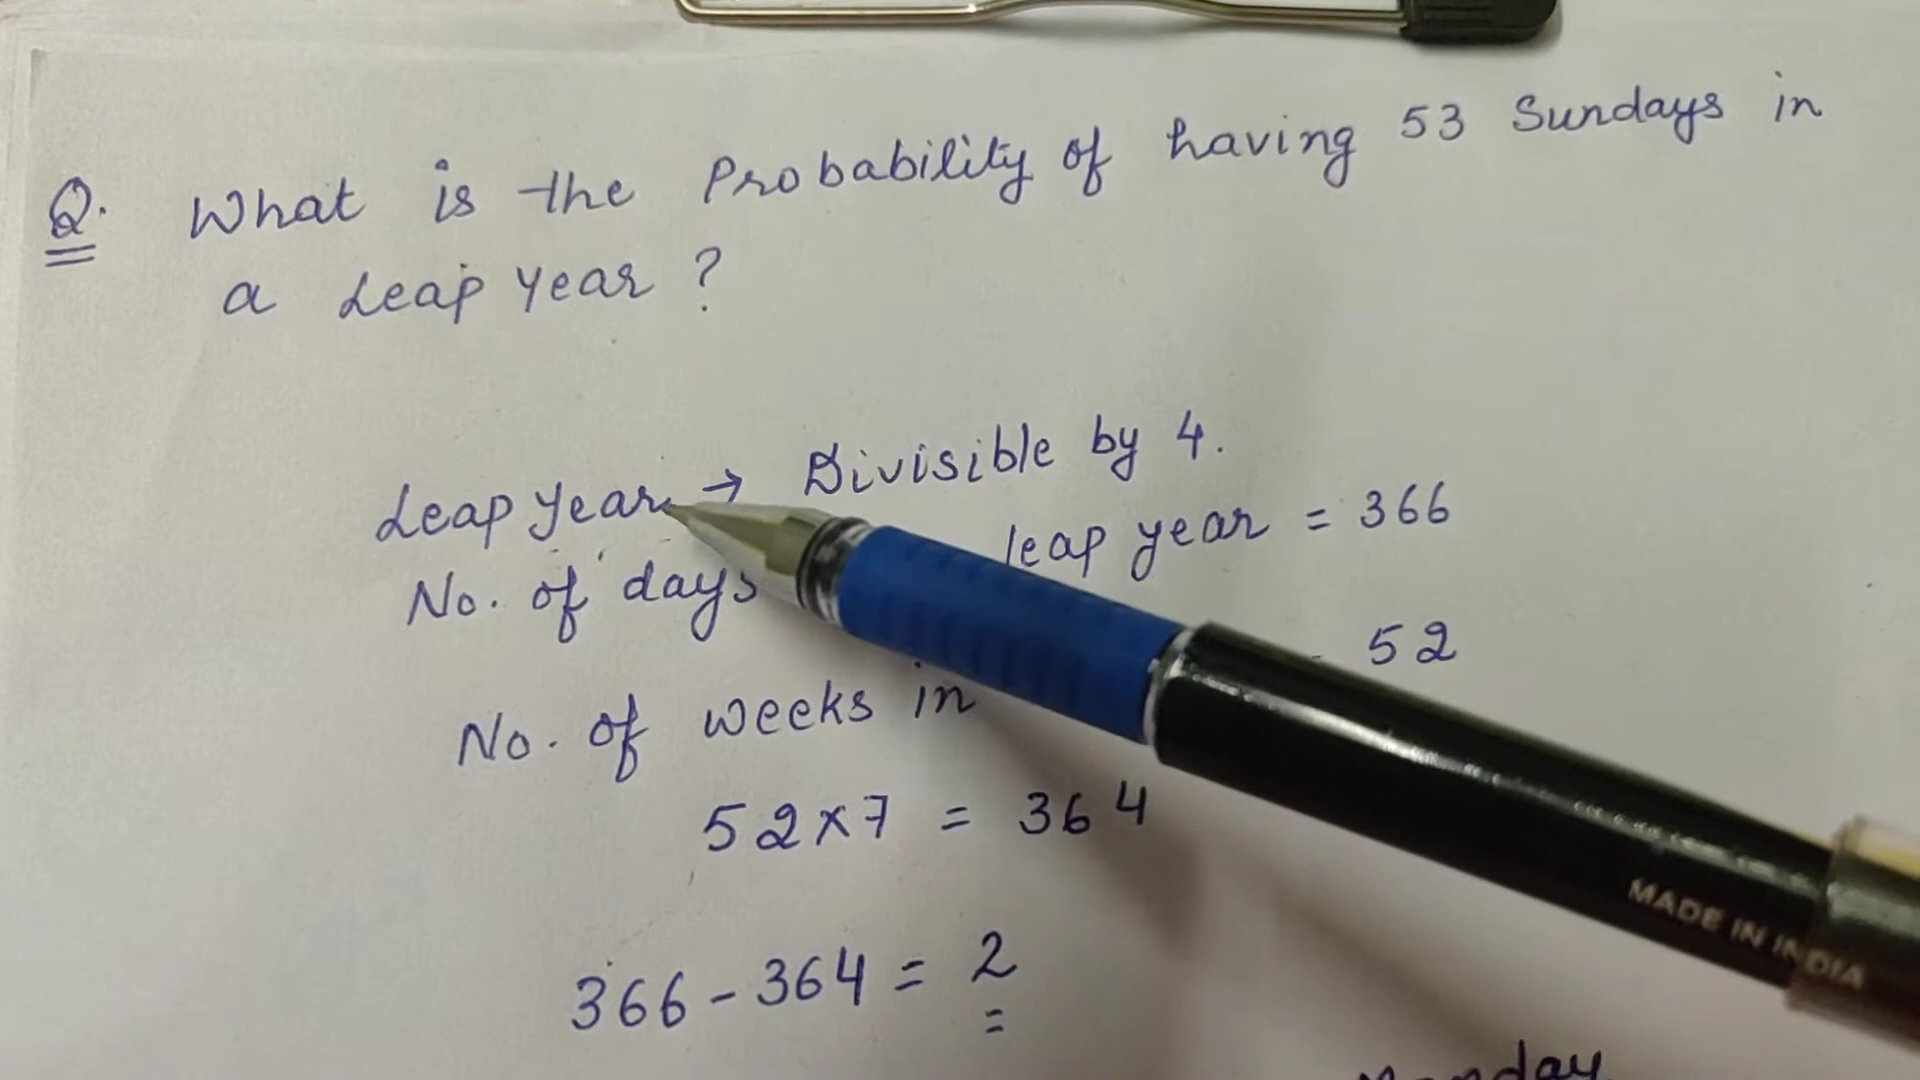 Q. What is the Probability of having 53 Sundays in
a Leap Year ?
Leap Year → Divisible by 4.
No. of days leap year = 366
No. of weeks in 52
52×7 = 364
366 - 364 = 2
Monday
MADE IN INDIA